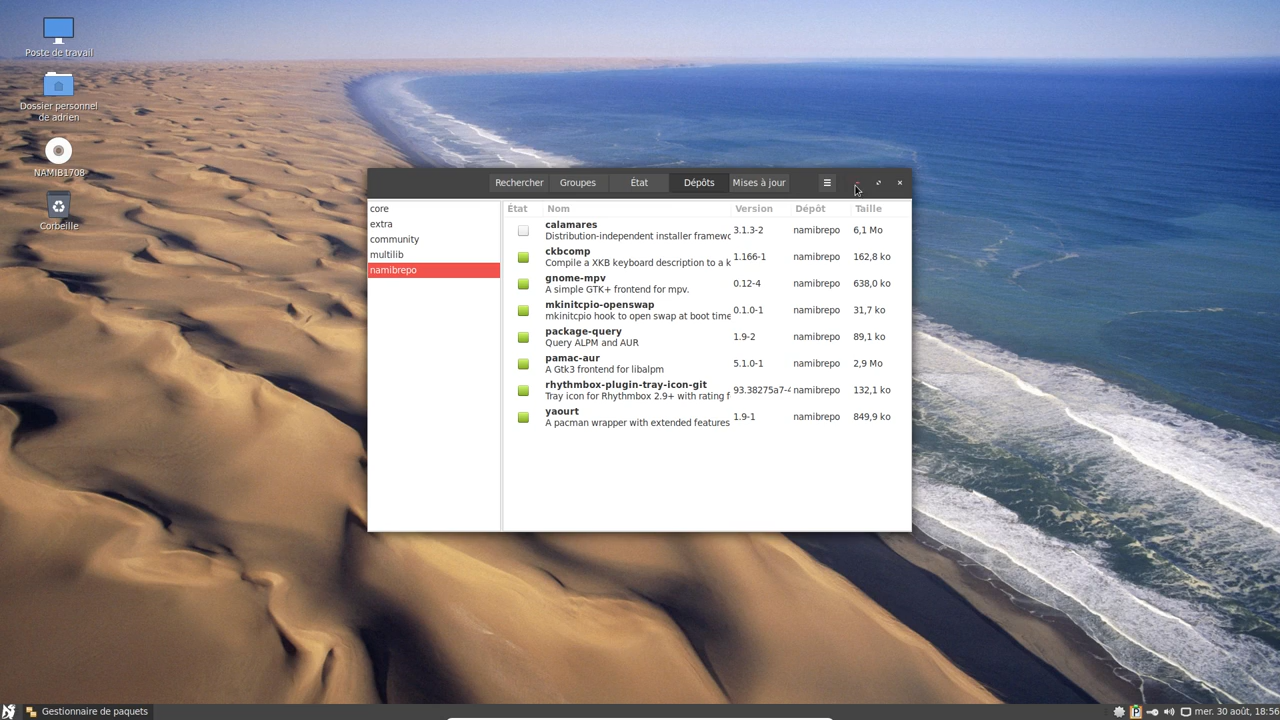 Poste de travail
Dossier personnel
de adrien
NAMIB1708
Corbeille
Rechercher Groupes État Dépôts Mises à jour
core
extra
community
multilib
namibrepo
État Nom Version Dépôt Taille
calamares
Distribution-independent installer framewo 3.1.3-2 namibrepo 6,1 Mo
ckbcomp
Compile a XKB keyboard description to a k 1.166-1 namibrepo 162,8 ko
gnome-mpv
A simple GTK+ frontend for mpv. 0.12-4 namibrepo 638,0 ko
mkinitcpio-openswap
mkinitcpio hook to open swap at boot time 0.1.0-1 namibrepo 31,7 ko
package-query
Query ALPM and AUR 1.9-2 namibrepo 89,1 ko
pamac-aur
A Gtk3 frontend for libalpm 5.1.0-1 namibrepo 2,9 Mo
rhythmbox-plugin-tray-icon-git
Tray icon for Rhythmbox 2.9+ with rating f 93.38275a7-4 namibrepo 132,1 ko
yaourt
A pacman wrapper with extended features 1.9-1 namibrepo 849,9 ko
Gestionnaire de paquets
mer. 30 août, 18:56